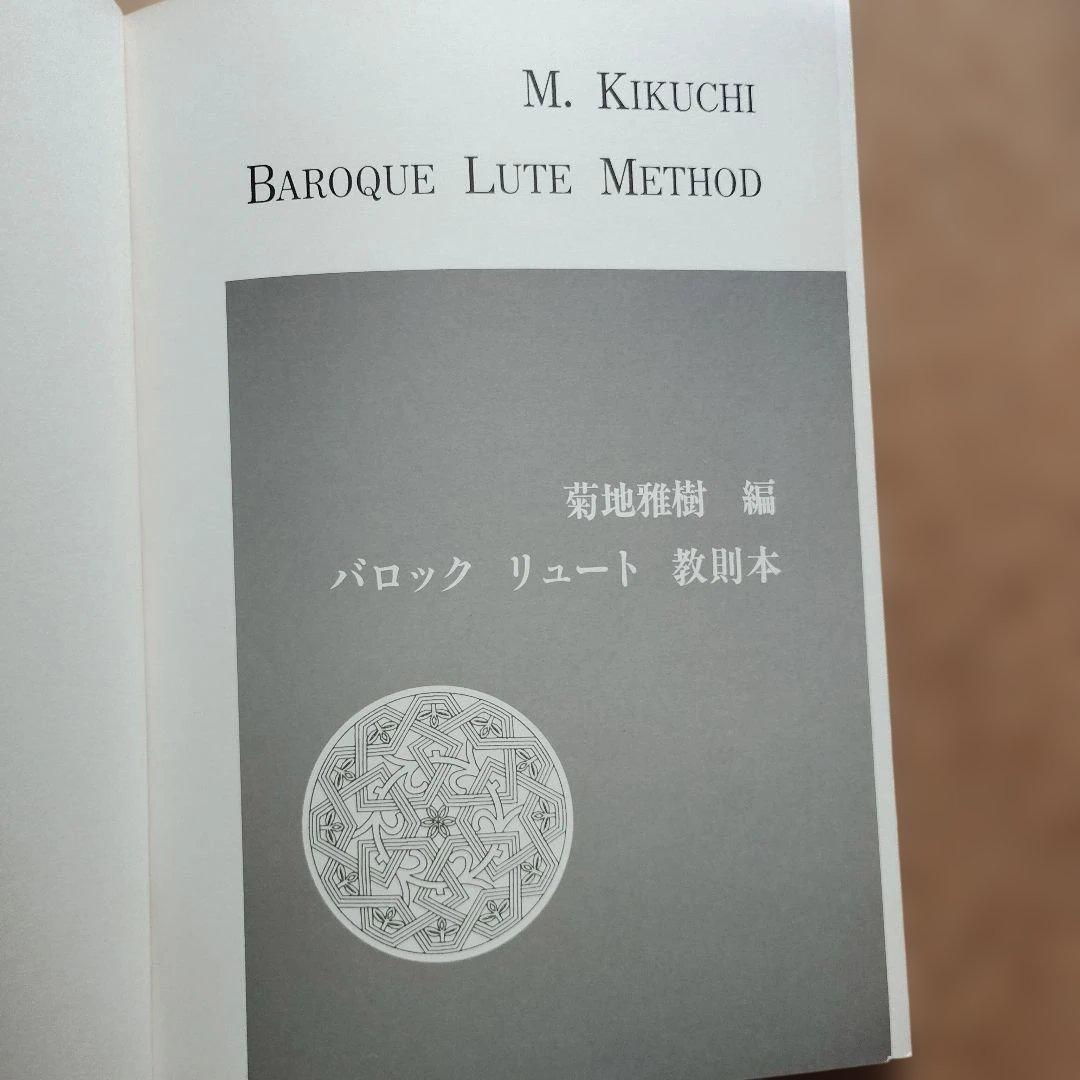 M. KIKUCHI
BAROQUE LUTE METHOD
菊地雅樹 編
バロック リュート 教則本